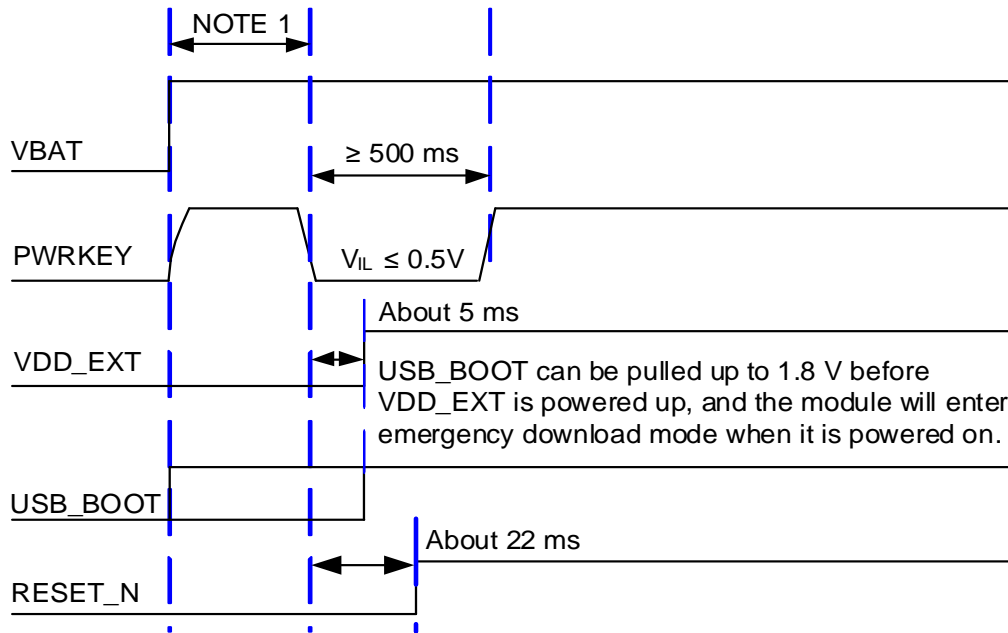 NOTE 1
VBAT
≥ 500 ms
PWRKEY
VIL ≤ 0.5V
About 5 ms
VDD_EXT
USB_BOOT can be pulled up to 1.8 V before
VDD_EXT is powered up, and the module will enter
emergency download mode when it is powered on.
USB_BOOT
About 22 ms
RESET_N